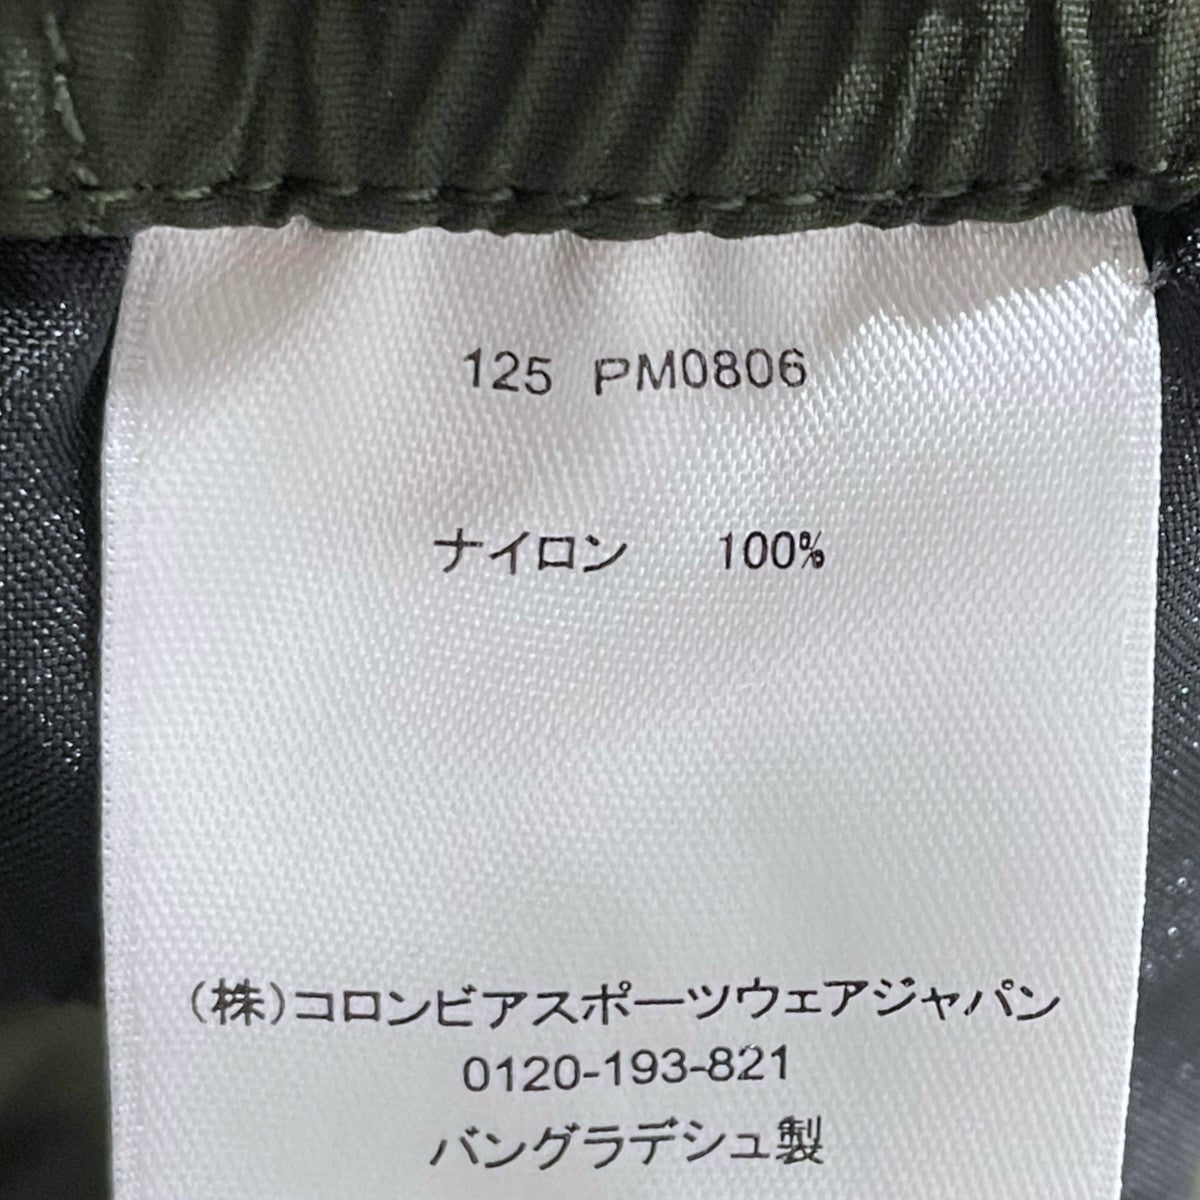 125 PM0806
ナイロン 100%
(株)コロンビアスポーツウェアジャパン
0120-193-821
バングラデシュ製